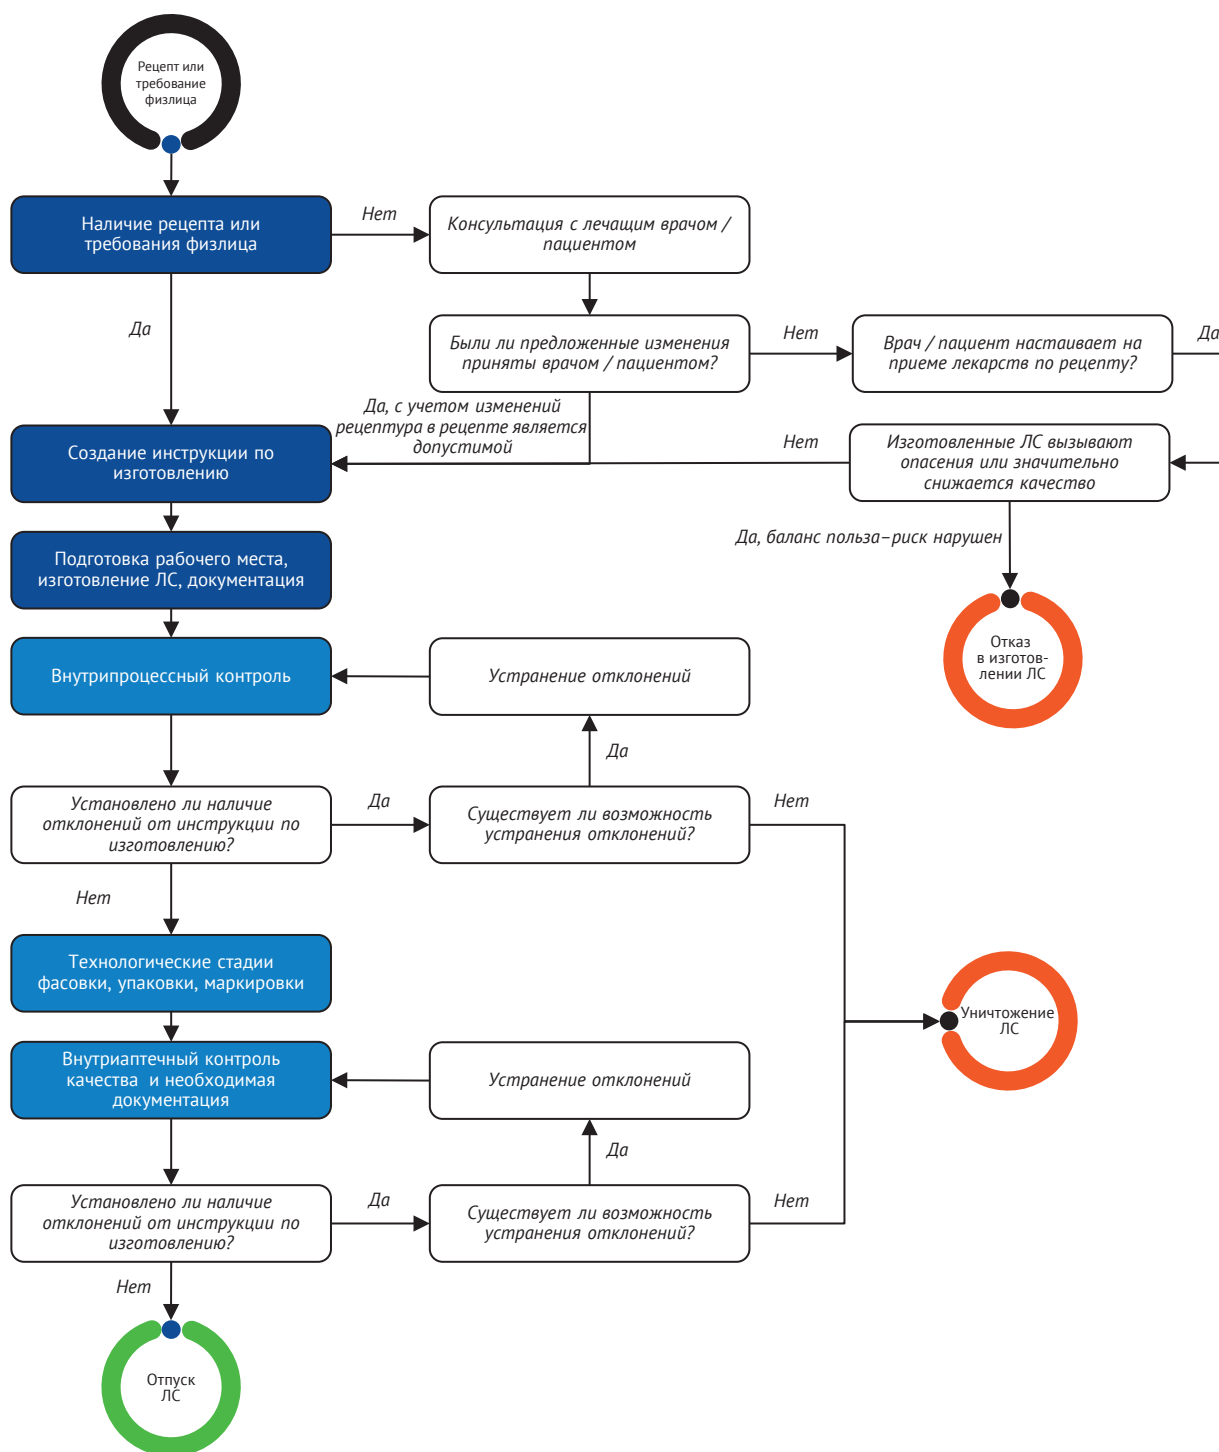 Рецепт или
требование
физлица
Наличие рецепта или
требования физлица
Нет
Консультация с лечащим врачом /
пациентом
Да
Были ли предложенные изменения
приняты врачом / пациентом?
Нет
Врач / пациент настаивает на
приеме лекарств по рецепту?
Да
Да, с учетом изменений
рецептура в рецепте является
допустимой
Создание инструкции по
изготовлению
Нет
Изготовленные ЛС вызывают
опасения или значительно
снижается качество
Да, баланс польза–риск нарушен
Подготовка рабочего места,
изготовление ЛС, документация
Отказ
в изготов-
лении ЛС
Внутрипроцессный контроль
Устранение отклонений
Да
Установлено ли наличие
отклонений от инструкции по
изготовлению?
Да
Существует ли возможность
устранения отклонений?
Нет
Нет
Технологические стадии
фасовки, упаковки, маркировки
Уничтожение
ЛС
Внутриаптечный контроль
качества и необходимая
документация
Устранение отклонений
Да
Установлено ли наличие
отклонений от инструкции по
изготовлению?
Да
Существует ли возможность
устранения отклонений?
Нет
Нет
Отпуск
ЛС